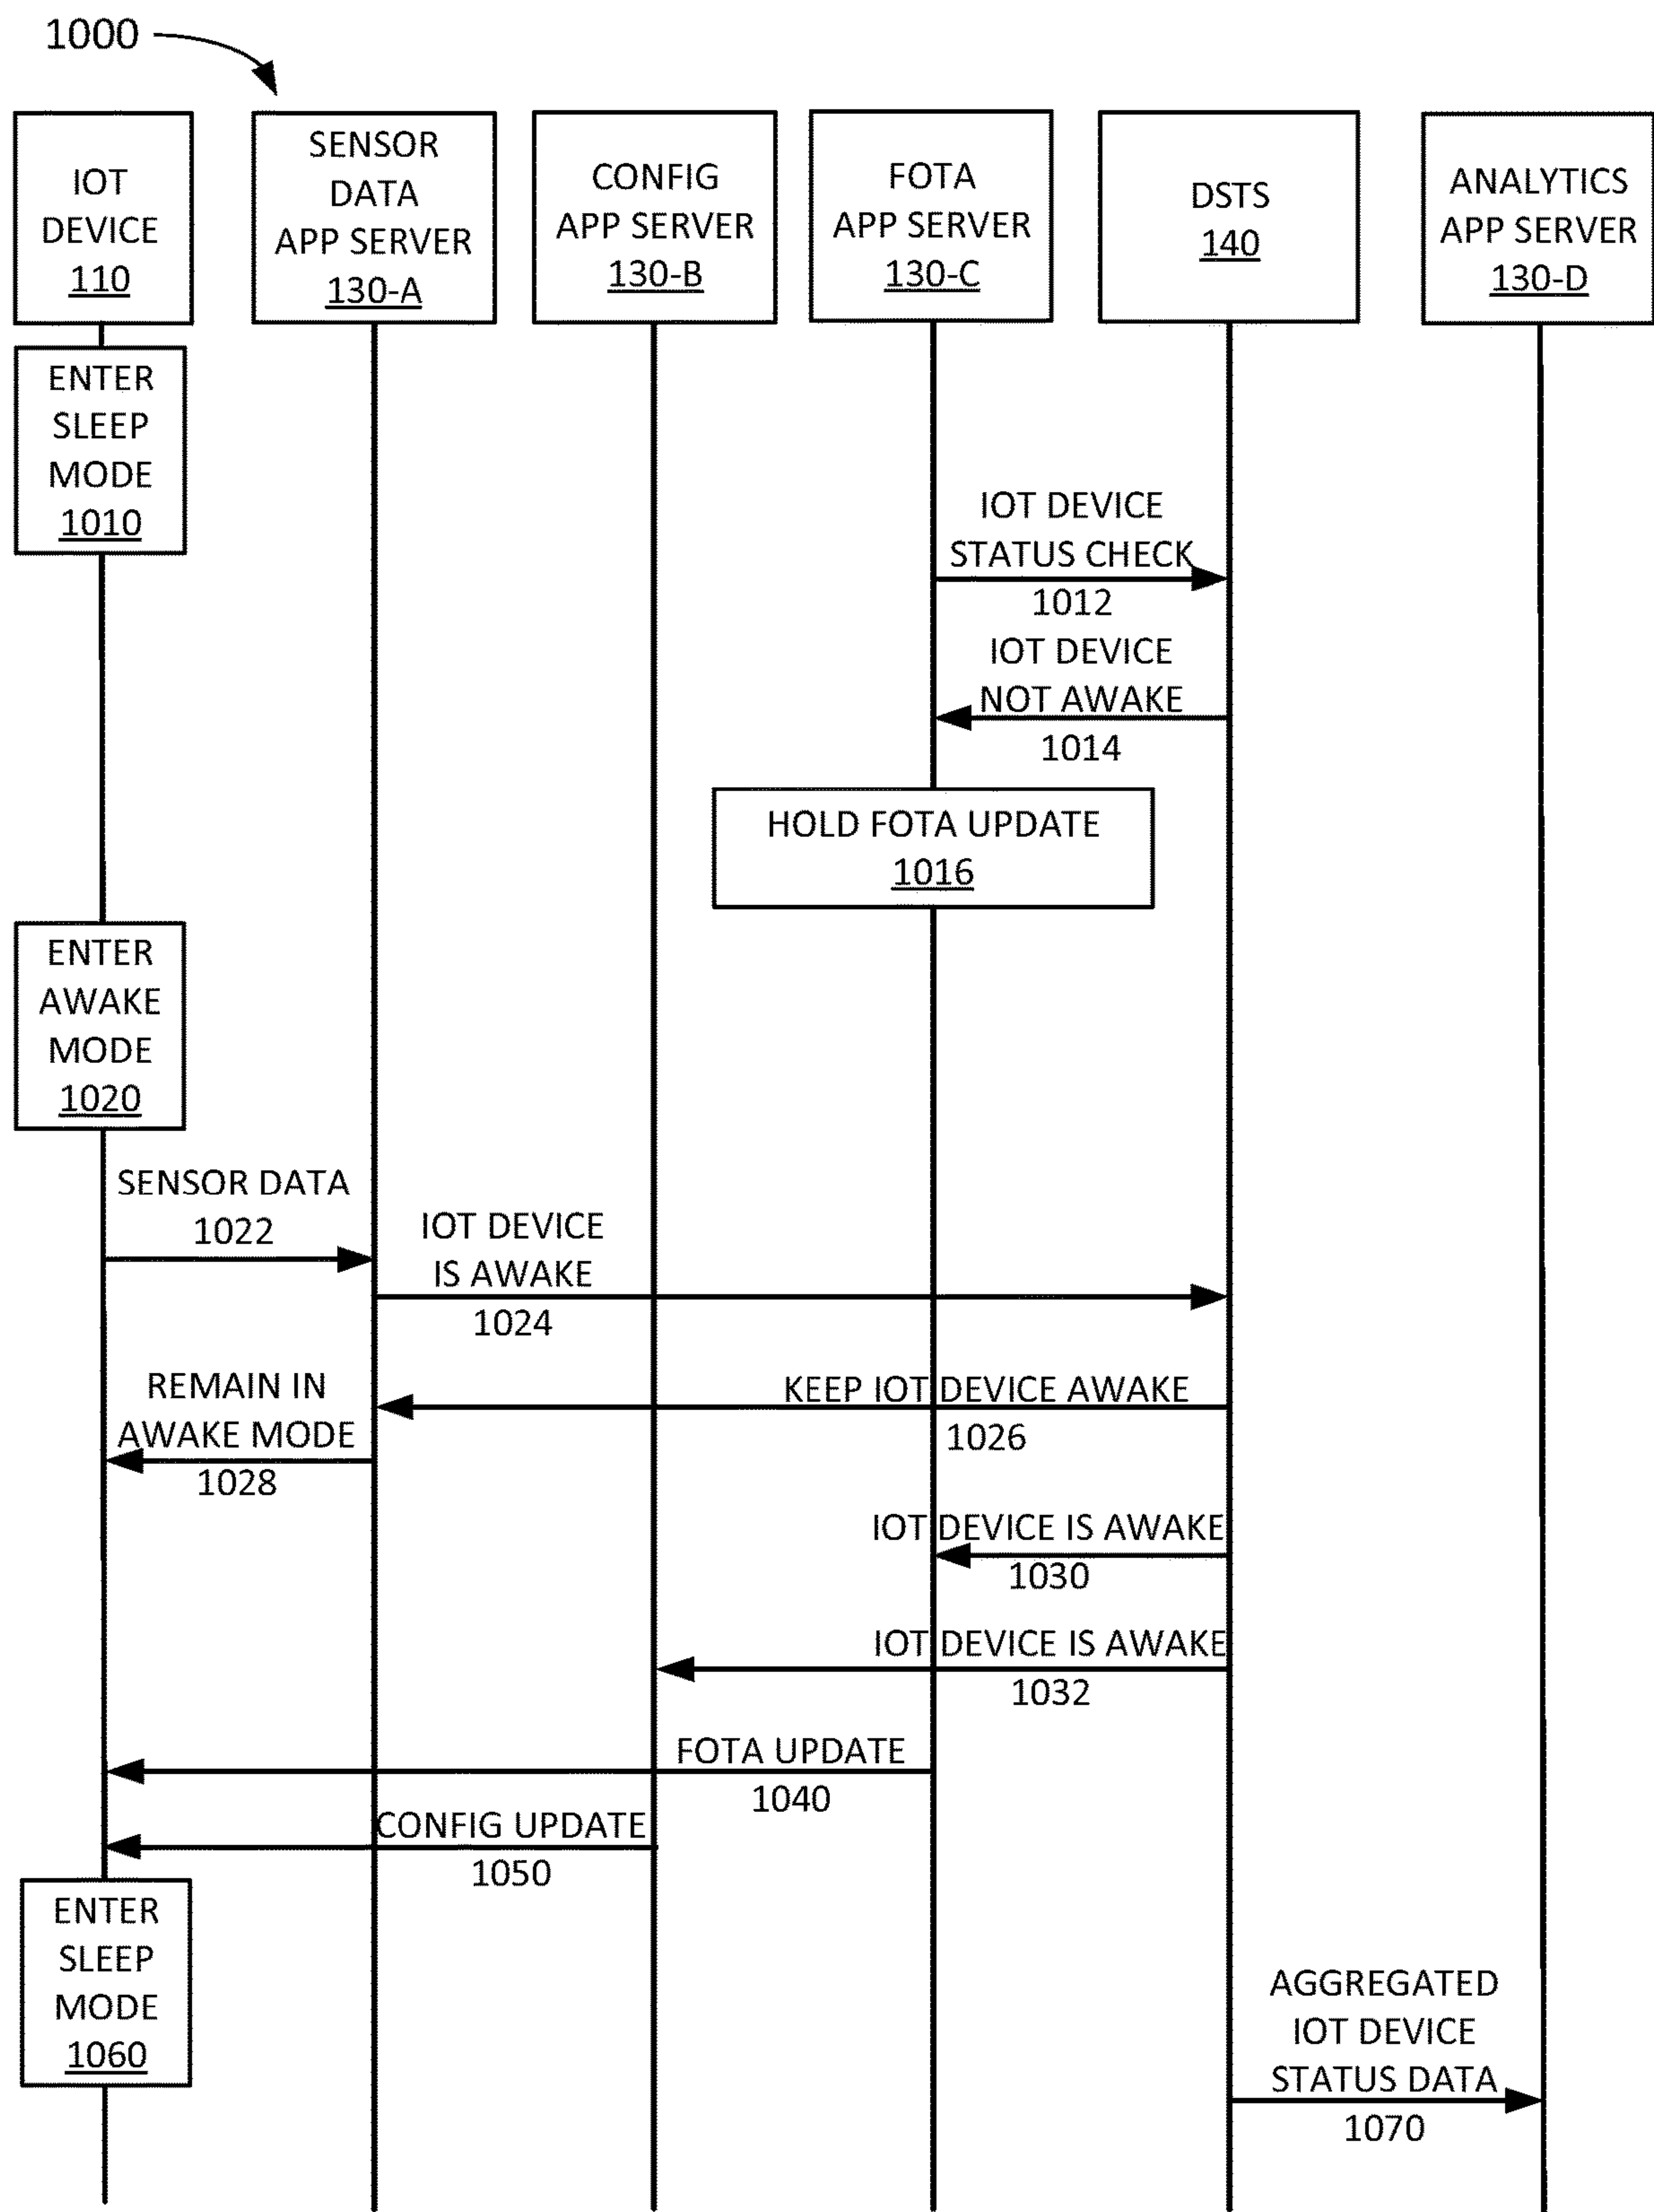 1000
IOT
DEVICE
110
SENSOR
DATA
APP SERVER
130-A
CONFIG
APP SERVER
130-B
FOTA
APP SERVER
130-C
DSTS
140
ANALYTICS
APP SERVER
130-D
ENTER
SLEEP
MODE
1010
IOT DEVICE
STATUS CHECK
1012
IOT DEVICE
NOT AWAKE
1014
HOLD FOTA UPDATE
1016
ENTER
AWAKE
MODE
1020
SENSOR DATA
1022
IOT DEVICE
IS AWAKE
1024
KEEP IOT DEVICE AWAKE
1026
REMAIN IN
AWAKE MODE
1028
IOT DEVICE IS AWAKE
1030
IOT DEVICE IS AWAKE
1032
FOTA UPDATE
1040
CONFIG UPDATE
1050
ENTER
SLEEP
MODE
1060
AGGREGATED
IOT DEVICE
STATUS DATA
1070